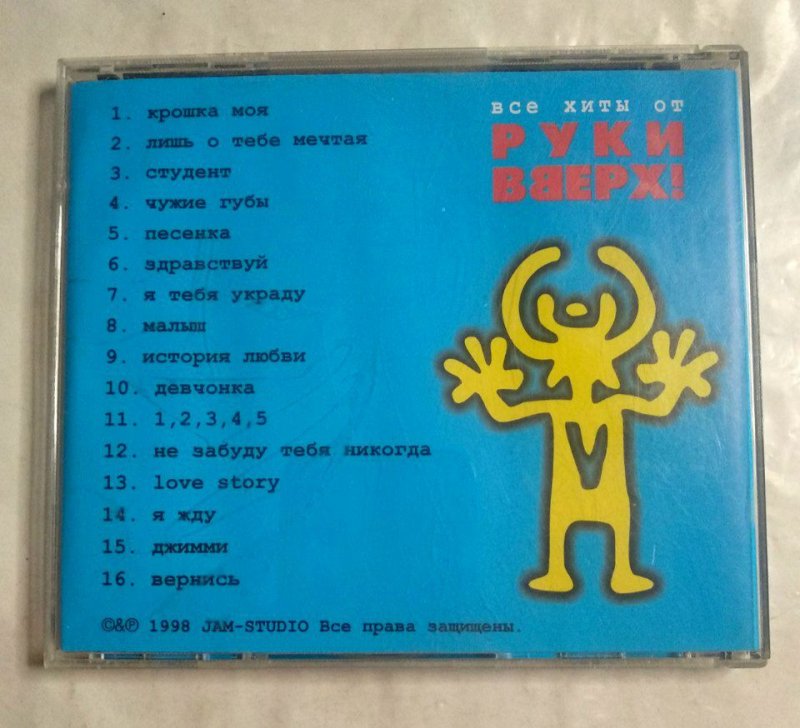 1. крошка моя
2. лишь о тебе мечтая
3. студент
4. чужие губы
5. песенка
6. здравствуй
7. я тебя украду
8. малыш
9. история любви
10. девчонка
11. 1,2,3,4,5
12. не забуду тебя никогда
13. love story
14. я жду
15. джимми
16. вернись
©&℗ 1998 JAM-STUDIO Все права защищены.
все хиты от
РУКИ
ВВЕРХ!